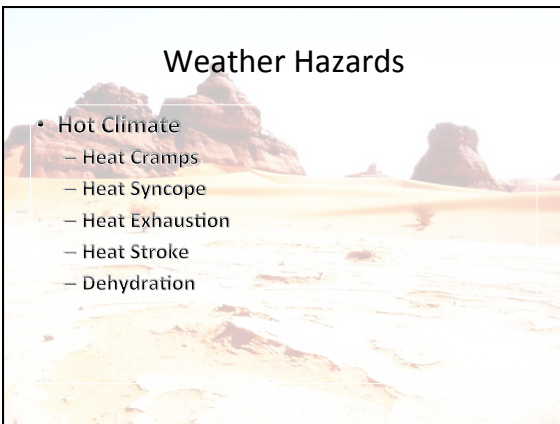 Weather Hazards
• Hot Climate
– Heat Cramps
– Heat Syncope
– Heat Exhaustion
– Heat Stroke
– Dehydration